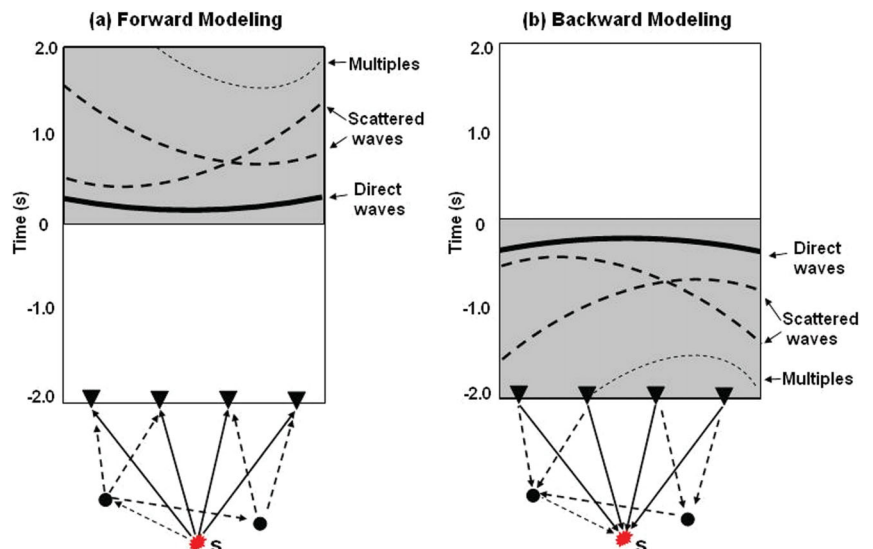 (a) Forward Modeling
2.0
1.0
0
-1.0
-2.0
Time (s)
Multiples
Scattered
waves
Direct
waves
S
(b) Backward Modeling
2.0
1.0
0
-1.0
-2.0
Time (s)
Direct
waves
Scattered
waves
Multiples
S